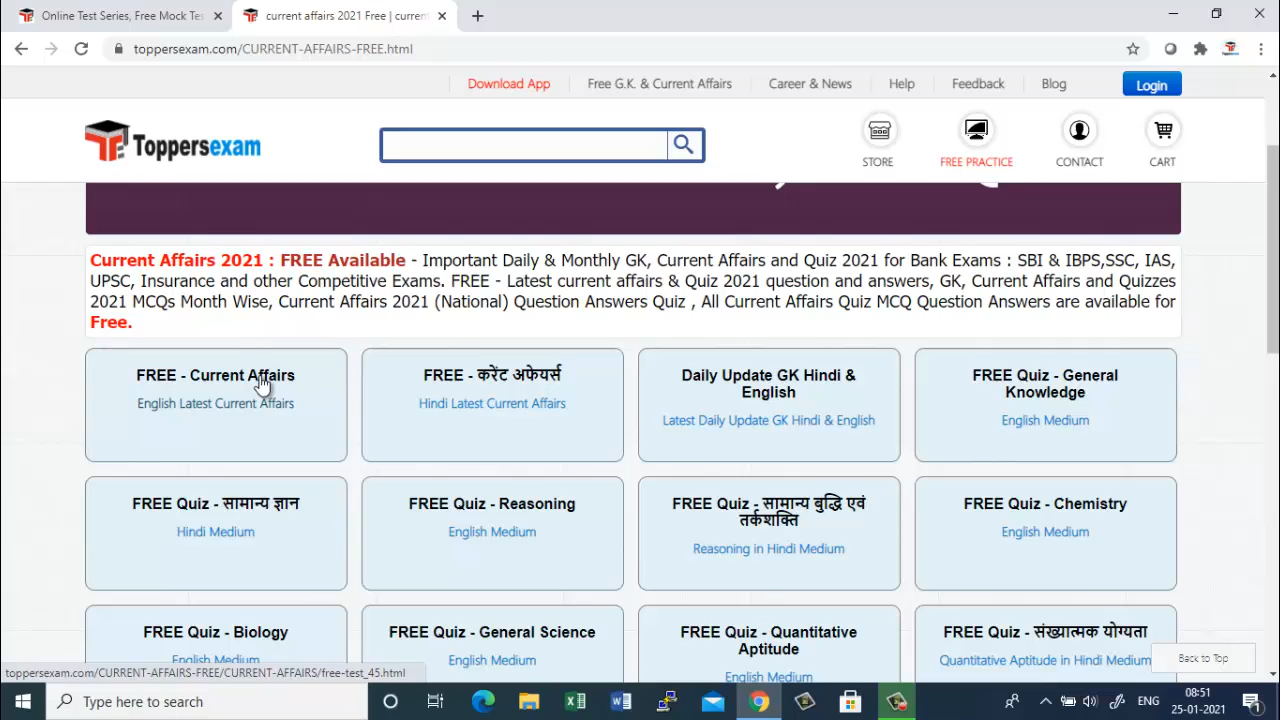 Online Test Series, Free Mock Tes
current affairs 2021 Free | current
toppersexam.com/CURRENT-AFFAIRS-FREE.html
Download App
Free G.K. & Current Affairs
Career & News
Help
Feedback
Blog
Login
Toppersexam
STORE
FREE PRACTICE
CONTACT
CART
Current Affairs 2021 : FREE Available - Important Daily & Monthly GK, Current Affairs and Quiz 2021 for Bank Exams : SBI & IBPS,SSC, IAS,
UPSC, Insurance and other Competitive Exams. FREE - Latest current affairs & Quiz 2021 question and answers, GK, Current Affairs and Quizzes
2021 MCQs Month Wise, Current Affairs 2021 (National) Question Answers Quiz , All Current Affairs Quiz MCQ Question Answers are available for
Free.
FREE - Current Affairs
English Latest Current Affairs
FREE - करेंट अफेयर्स
Hindi Latest Current Affairs
Daily Update GK Hindi &
English
Latest Daily Update GK Hindi & English
FREE Quiz - General
Knowledge
English Medium
FREE Quiz - सामान्य ज्ञान
Hindi Medium
FREE Quiz - Reasoning
English Medium
FREE Quiz - सामान्य बुद्धि एवं
तर्कशक्ति
Reasoning in Hindi Medium
FREE Quiz - Chemistry
English Medium
FREE Quiz - Biology
English Medium
FREE Quiz - General Science
English Medium
FREE Quiz - Quantitative
Aptitude
English Medium
FREE Quiz - संख्यात्मक योग्यता
Quantitative Aptitude in Hindi Medium
Back to Top
toppersexam.com/CURRENT-AFFAIRS-FREE/CURRENT-AFFAIRS/free-test_45.html
Type here to search
ENG
08:51
25-01-2021
1